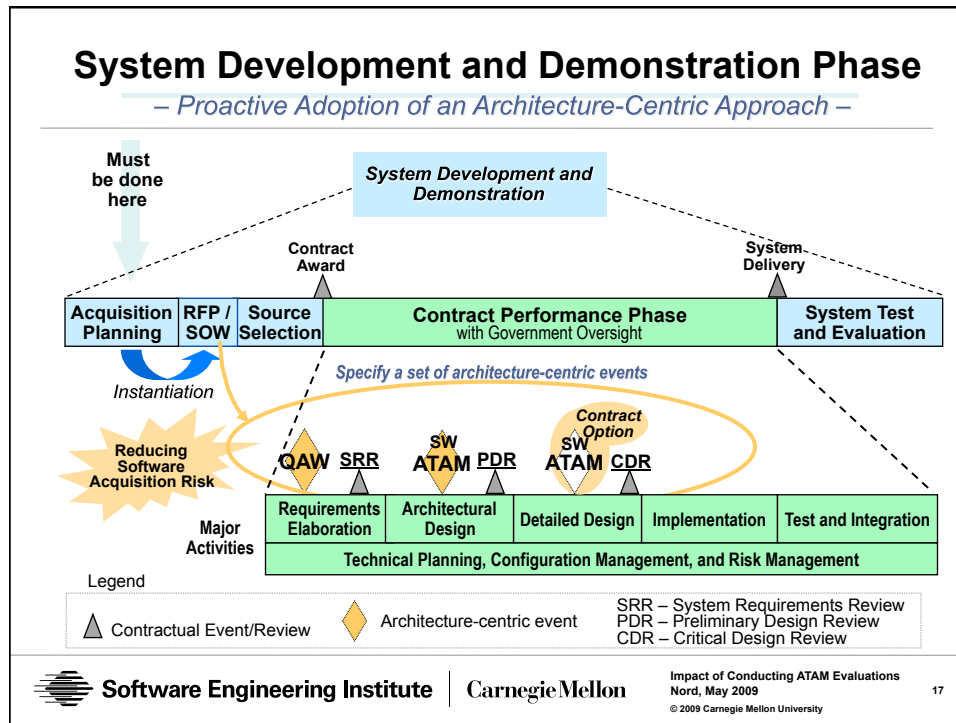 System Development and Demonstration Phase
– Proactive Adoption of an Architecture-Centric Approach –
Must
be done
here
System Development and
Demonstration
Contract
Award
System
Delivery
Acquisition
Planning
RFP /
SOW
Source
Selection
Contract Performance Phase
with Government Oversight
System Test
and Evaluation
Instantiation
Specify a set of architecture-centric events
Reducing
Software
Acquisition Risk
QAW
SRR
SW
ATAM
PDR
Contract
Option
SW
ATAM
CDR
Major
Activities
Requirements
Elaboration
Architectural
Design
Detailed Design
Implementation
Test and Integration
Technical Planning, Configuration Management, and Risk Management
Legend
Contractual Event/Review
Architecture-centric event
SRR – System Requirements Review
PDR – Preliminary Design Review
CDR – Critical Design Review
Software Engineering Institute
Carnegie Mellon
Impact of Conducting ATAM Evaluations
Nord, May 2009
© 2009 Carnegie Mellon University
17